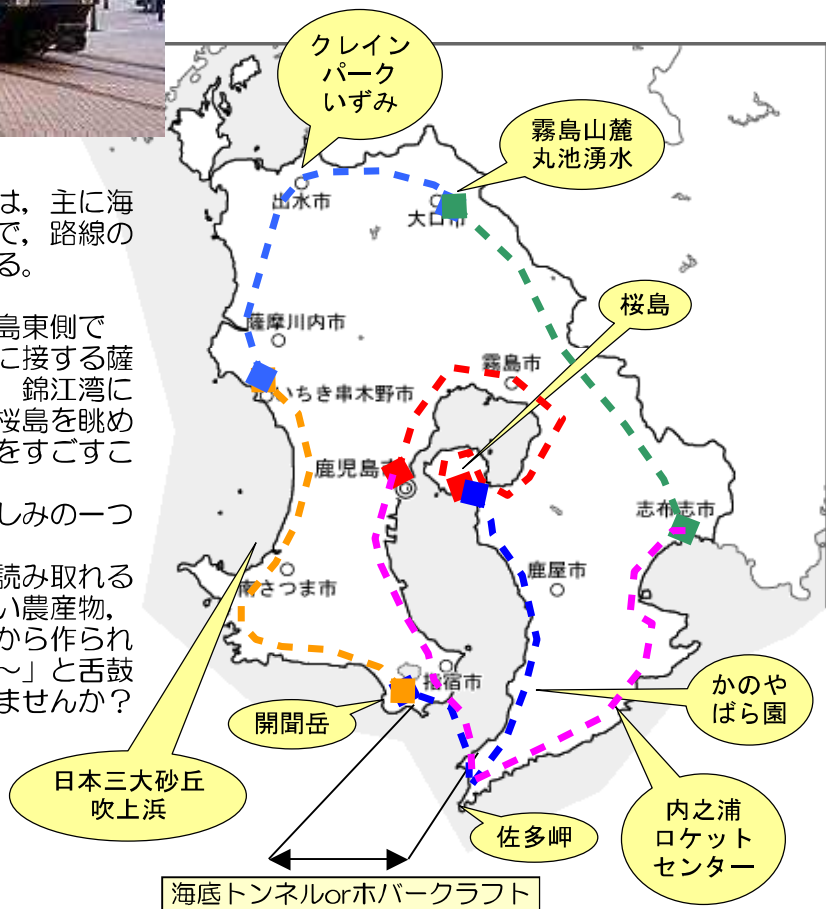 クレイン
パーク
いずみ
霧島山麓
丸池湧水
は，主に海
で，路線の
る。
島東側で
に接する薩
錦江湾に
桜島を眺め
をすごすこ
しみの一つ
読み取れる
い農産物，
から作られ
～」と舌鼓
ませんか？
出水市
大口市
桜島
薩摩川内市
霧島市
いちき串木野市
鹿児島市
志布志市
鹿屋市
南さつま市
指宿市
かのや
ばら園
開聞岳
日本三大砂丘
吹上浜
佐多岬
内之浦
ロケット
センター
海底トンネルorホバークラフト